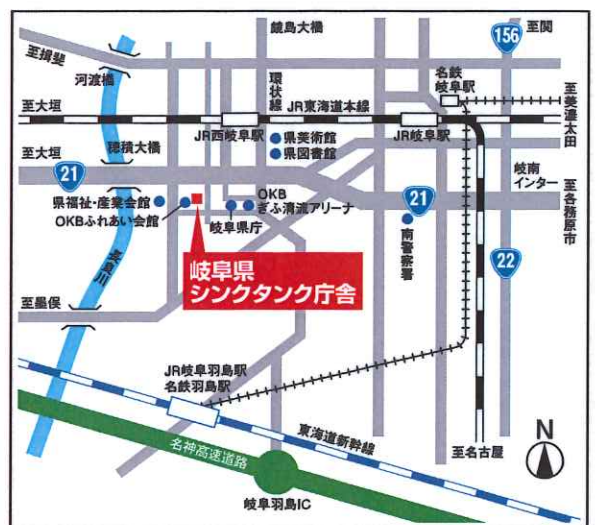 鏡島大橋
156
至関
至揖斐
河渡橋
環状線
名鉄
岐阜駅
至大垣
JR東海道本線
至美濃太田
JR西岐阜駅
JR岐阜駅
穂積大橋
県美術館
県図書館
至大垣
21
岐南
インター
県福祉・産業会館
OKBふれあい会館
岐阜県庁
OKB
ぎふ清流アリーナ
21
南警察署
至各務原市
22
長良川
岐阜県
シンクタンク庁舎
至墨俣
JR岐阜羽島駅
名鉄羽島駅
東海道新幹線
名神高速道路
至名古屋
N
岐阜羽島IC